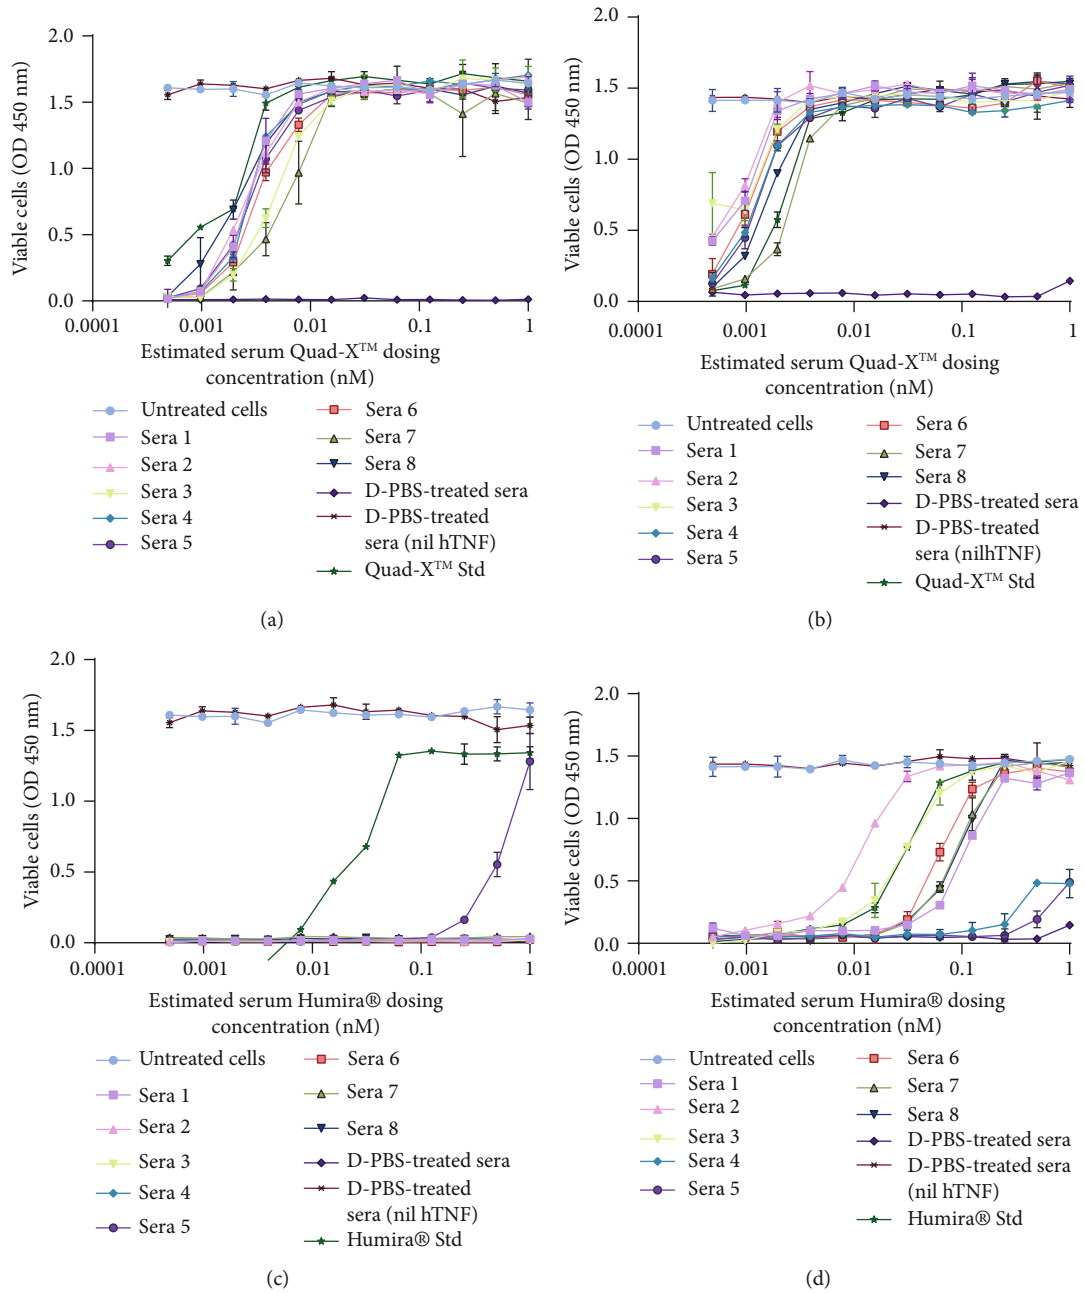 2.0
1.5
1.0
0.5
0.0
Viable cells (OD 450 nm)
0.0001
0.001
0.01
0.1
1
Estimated serum Quad-X™ dosing
concentration (nM)
Untreated cells
Sera 1
Sera 2
Sera 3
Sera 4
Sera 5
Sera 6
Sera 7
Sera 8
D-PBS-treated sera
D-PBS-treated
sera (nil hTNF)
Quad-X™ Std
(a)
2.0
1.5
1.0
0.5
0.0
Viable cells (OD 450 nm)
0.0001
0.001
0.01
0.1
1
Estimated serum Quad-X™ dosing
concentration (nM)
Untreated cells
Sera 1
Sera 2
Sera 3
Sera 4
Sera 5
Sera 6
Sera 7
Sera 8
D-PBS-treated sera
D-PBS-treated
sera (nilhTNF)
Quad-X™ Std
(b)
2.0
1.5
1.0
0.5
0.0
Viable cells (OD 450 nm)
0.0001
0.001
0.01
0.1
1
Estimated serum Humira® dosing
concentration (nM)
Untreated cells
Sera 1
Sera 2
Sera 3
Sera 4
Sera 5
Sera 6
Sera 7
Sera 8
D-PBS-treated sera
D-PBS-treated
sera (nil hTNF)
Humira® Std
(c)
2.0
1.5
1.0
0.5
0.0
Viable cells (OD 450 nm)
0.0001
0.001
0.01
0.1
1
Estimated serum Humira® dosing
concentration (nM)
Untreated cells
Sera 1
Sera 2
Sera 3
Sera 4
Sera 5
Sera 6
Sera 7
Sera 8
D-PBS-treated sera
D-PBS-treated sera
(nil hTNF)
Humira® Std
(d)